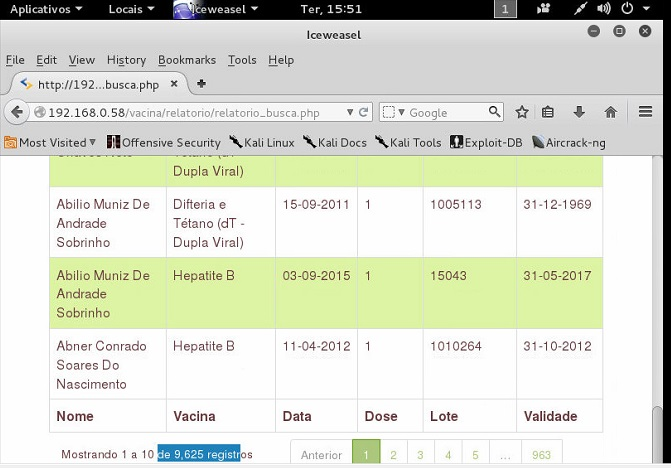 Aplicativos Locais Iceweasel Ter, 15:51 1
Iceweasel
File Edit View History Bookmarks Tools Help
http://192...busca.php
192.168.0.58/vacina/relatorio/relatorio_busca.php Google
Most Visited Offensive Security Kali Linux Kali Docs Kali Tools Exploit-DB Aircrack-ng
Tétano (dT -
Dupla Viral)
Abilio Muniz De Difteria e 15-09-2011 1 1005113 31-12-1969
Andrade Tétano (dT -
Sobrinho Dupla Viral)
Abilio Muniz De Hepatite B 03-09-2015 1 15043 31-05-2017
Andrade
Sobrinho
Abner Conrado Hepatite B 11-04-2012 1 1010264 31-10-2012
Soares Do
Nascimento
Nome Vacina Data Dose Lote Validade
Mostrando 1 a 10 de 9,625 registros Anterior 1 2 3 4 5 ... 963